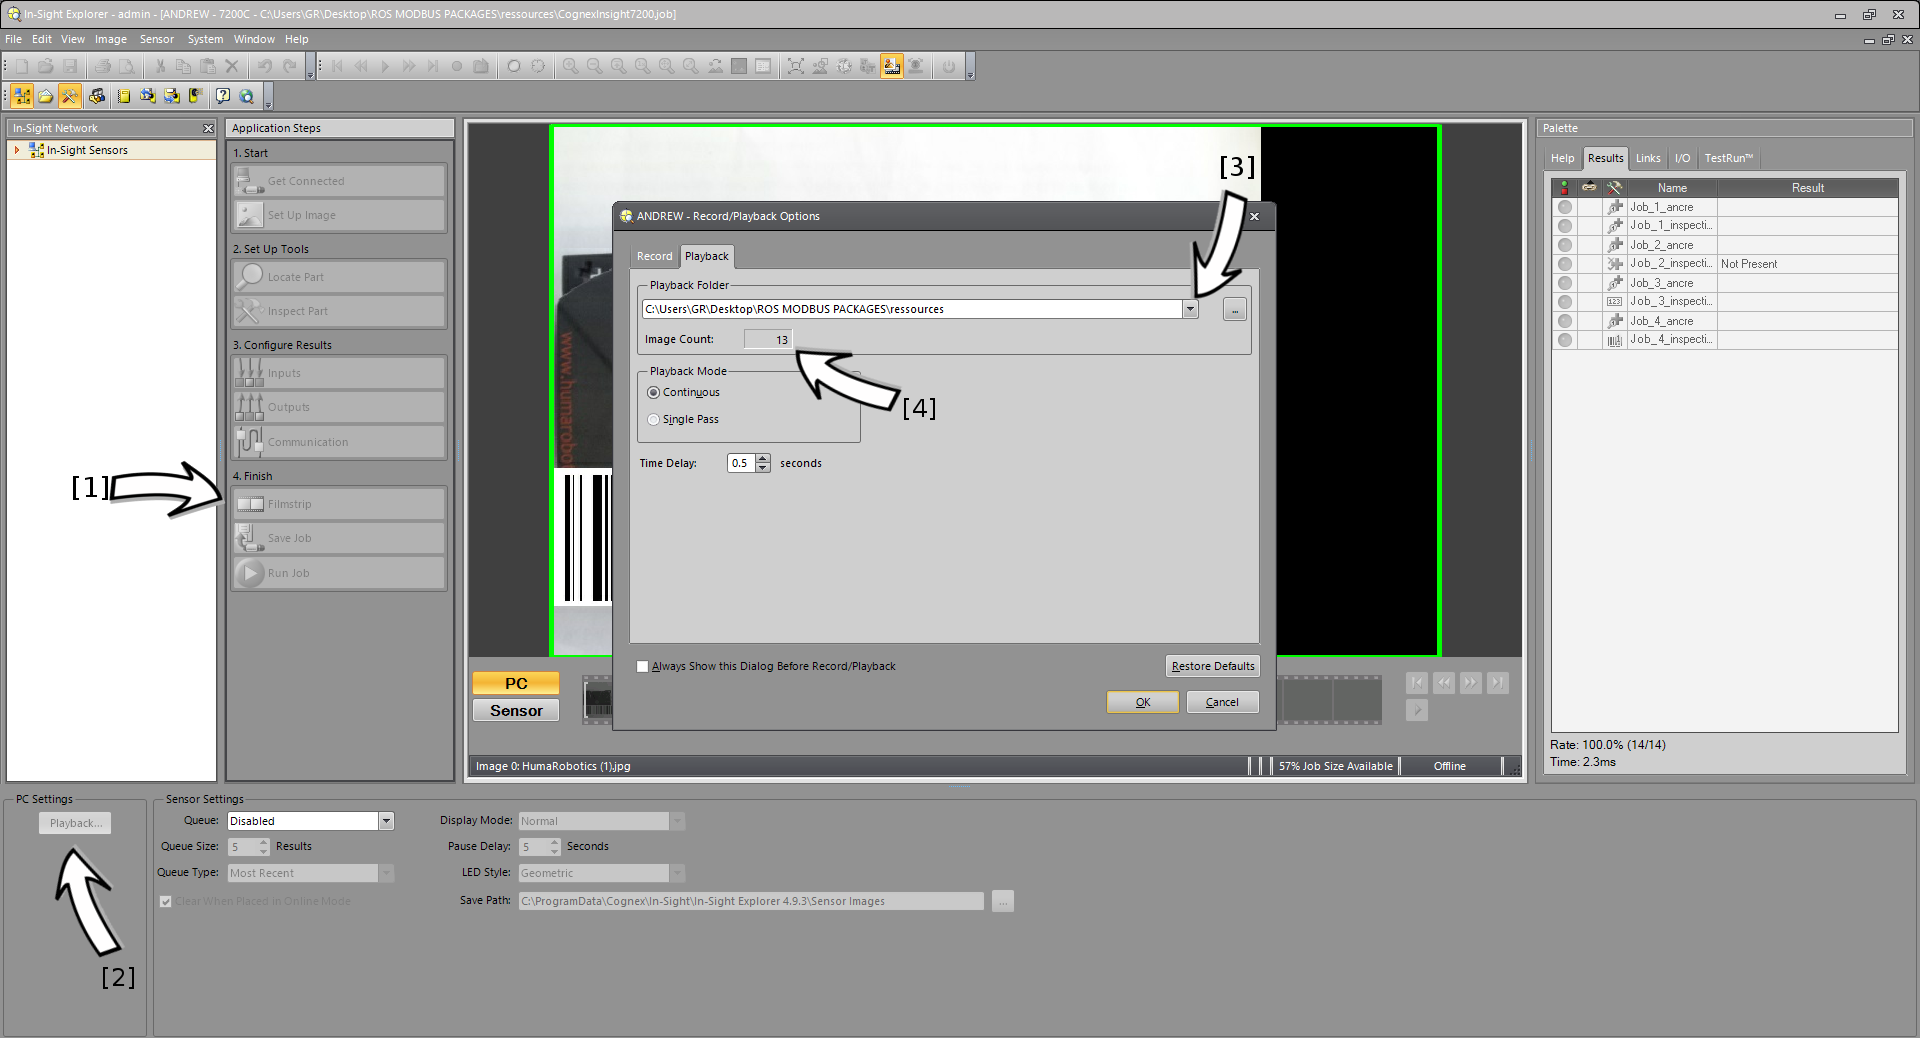 In-Sight Explorer - admin - [ANDREW - 7200C - C:\Users\GR\Desktop\ROS MODBUS PACKAGES\ressources\CognexInsight7200.job]
File Edit View Image Sensor System Window Help
In-Sight Network
In-Sight Sensors
Application Steps
1. Start
Get Connected
Set Up Image
2. Set Up Tools
Locate Part
Inspect Part
3. Configure Results
Inputs
Outputs
Communication
4. Finish
Filmstrip
Save Job
Run Job
[1]
[3]
ANDREW - Record/Playback Options
Record Playback
Playback Folder
C:\Users\GR\Desktop\ROS MODBUS PACKAGES\ressources
...
Image Count: 13
Playback Mode
Continuous
Single Pass
[4]
Time Delay: 0.5 seconds
Always Show this Dialog Before Record/Playback
Restore Defaults
OK Cancel
www.humarobo
PC
Sensor
Image 0: HumaRobotics (1).jpg
57% Job Size Available
Offline
Palette
Help Results Links I/O TestRun™
Name Result
Job_1_ancre
Job_1_inspecti...
Job_2_ancre
Job_2_inspecti... Not Present
Job_3_ancre
Job_3_inspecti...
Job_4_ancre
Job_4_inspecti...
Rate: 100.0% (14/14)
Time: 2.3ms
PC Settings
Playback...
[2]
Sensor Settings
Queue: Disabled
Queue Size: 5 Results
Queue Type: Most Recent
Clear When Placed in Online Mode
Display Mode: Normal
Pause Delay: 5 Seconds
LED Style: Geometric
Save Path: C:\ProgramData\Cognex\In-Sight\In-Sight Explorer 4.9.3\Sensor Images
...